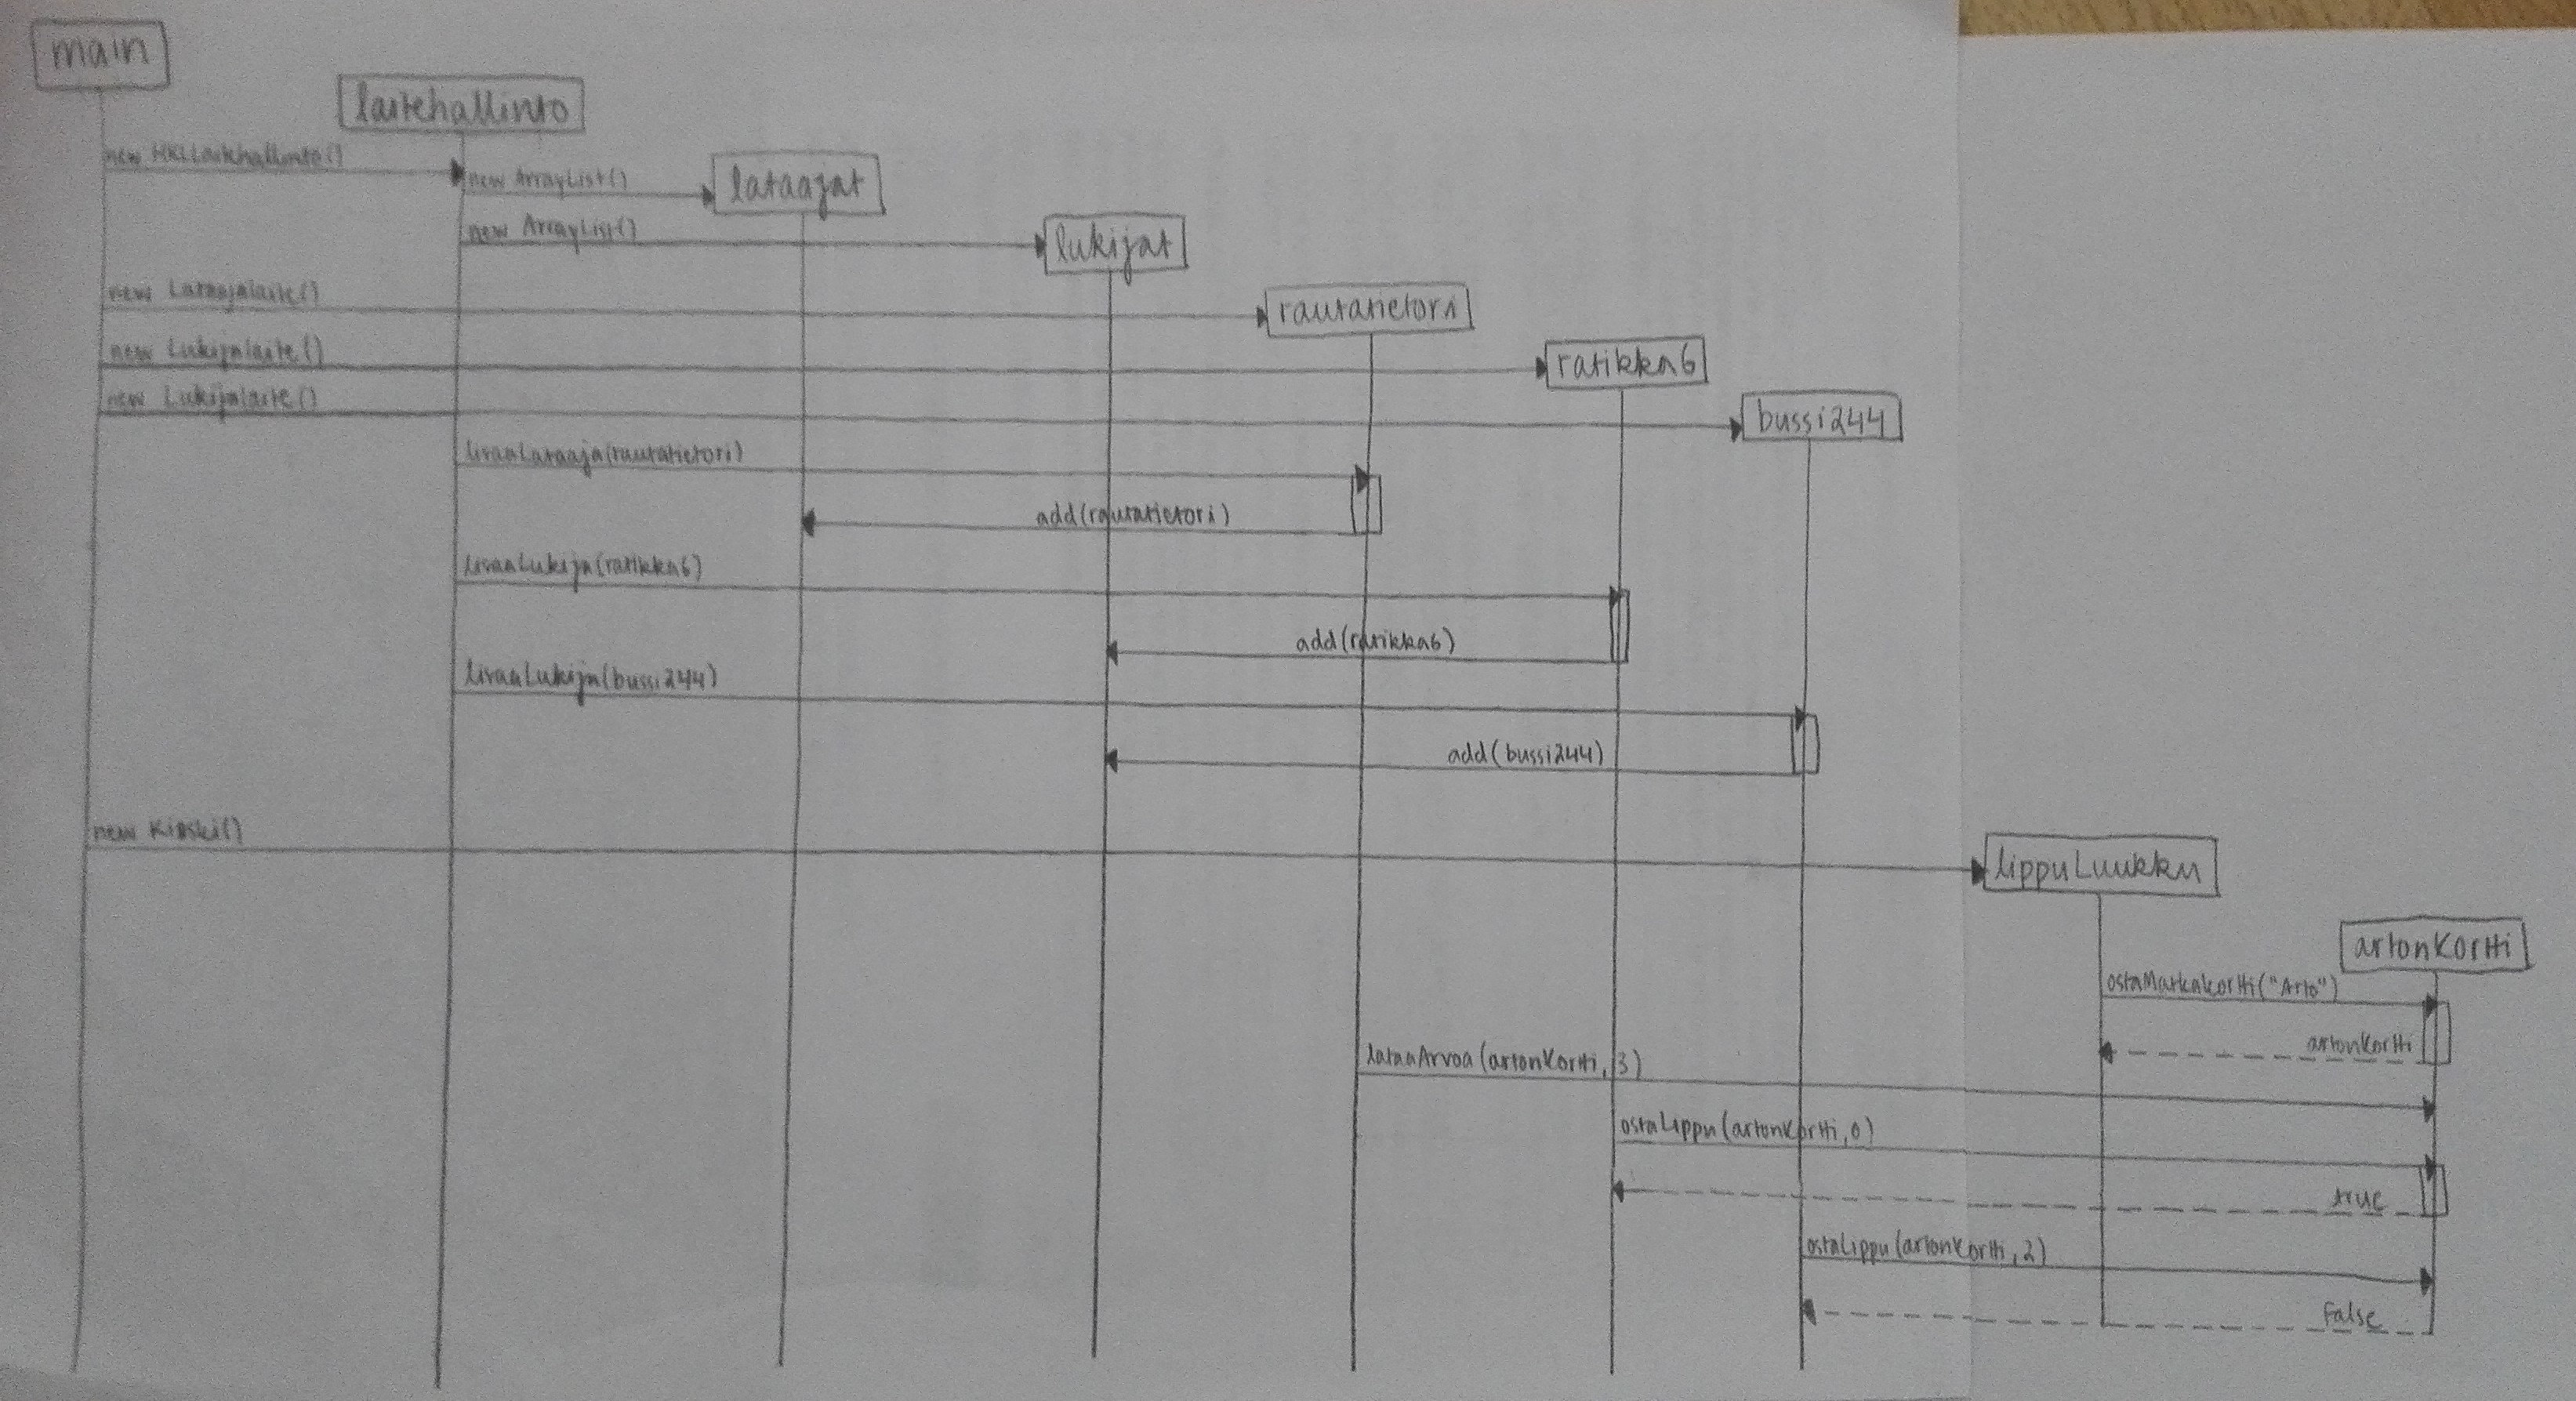 main
laitehallinto
new HKLLaitehallinto()
new ArrayList()
lataajat
new ArrayList()
lukijat
new Lataajalaite()
rautatietori
new Lukijalaite()
ratikka6
new Lukijalaite()
bussi244
lisaaLataaja(rautatietori)
add(rautatietori)
lisaaLukija(ratikka6)
add(ratikka6)
lisaaLukija(bussi244)
add(bussi244)
new Kioski()
lippuLuukku
artonKortti
ostaMatkakortti("Arto")
artonKortti
lataaArvoa(artonKortti, 3)
ostaLippu(artonKortti, 0)
true
ostaLippu(artonKortti, 2)
False